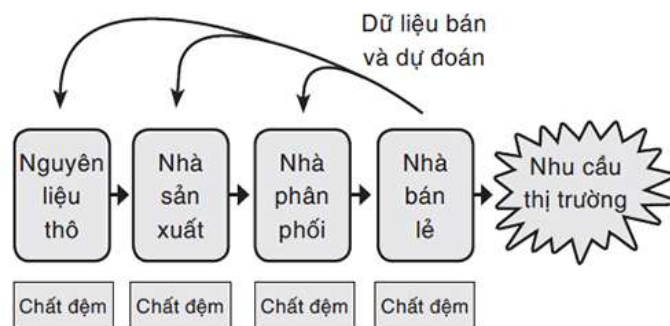 Dữ liệu bán
và dự đoán
Nguyên
liệu
thô
Nhà
sản
xuất
Nhà
phân
phối
Nhà
bán
lẻ
Nhu cầu
thị trường
Chất đệm
Chất đệm
Chất đệm
Chất đệm